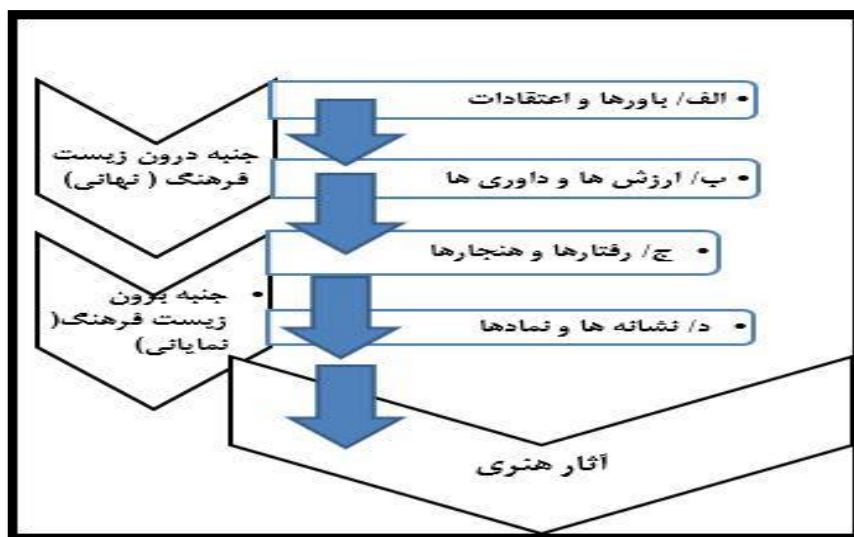 • الف/ باورها و اعتقادات
جنبه درون زیست
فرهنگ ( نهانی)
• ب/ ارزش ها و داوری ها
• ج/ رفتارها و هنجارها
• جنبه برون
زیست فرهنگ(
نمایانی)
• د/ نشانه ها و نمادها
آثار هنری